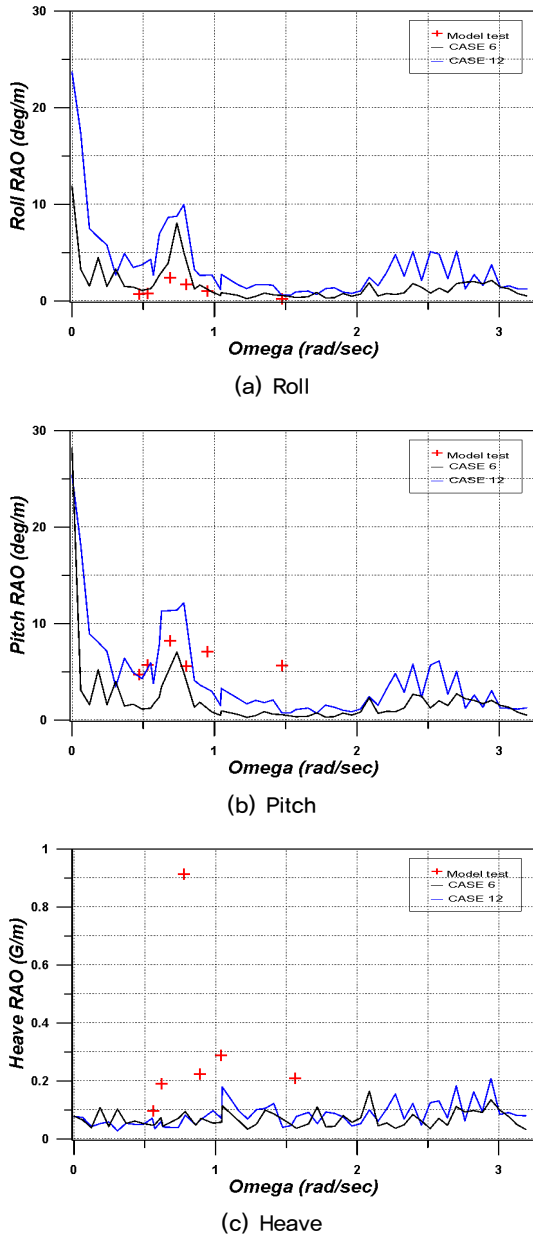 30
Model test
CASE 6
CASE 12
20
10
0
Roll RAO (deg/m)
0 1 2 3
Omega (rad/sec)
(a) Roll
30
Model test
CASE 6
CASE 12
20
10
0
Pitch RAO (deg/m)
0 1 2 3
Omega (rad/sec)
(b) Pitch
1
Model test
CASE 6
CASE 12
0.8
0.6
0.4
0.2
0
Heave RAO (G/m)
0 1 2 3
Omega (rad/sec)
(c) Heave